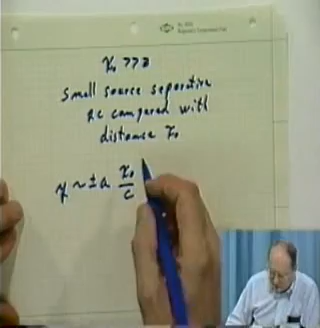 z₀ >> a
Small source separation
as compared with
distance z₀
y ~ ± a z₀/c